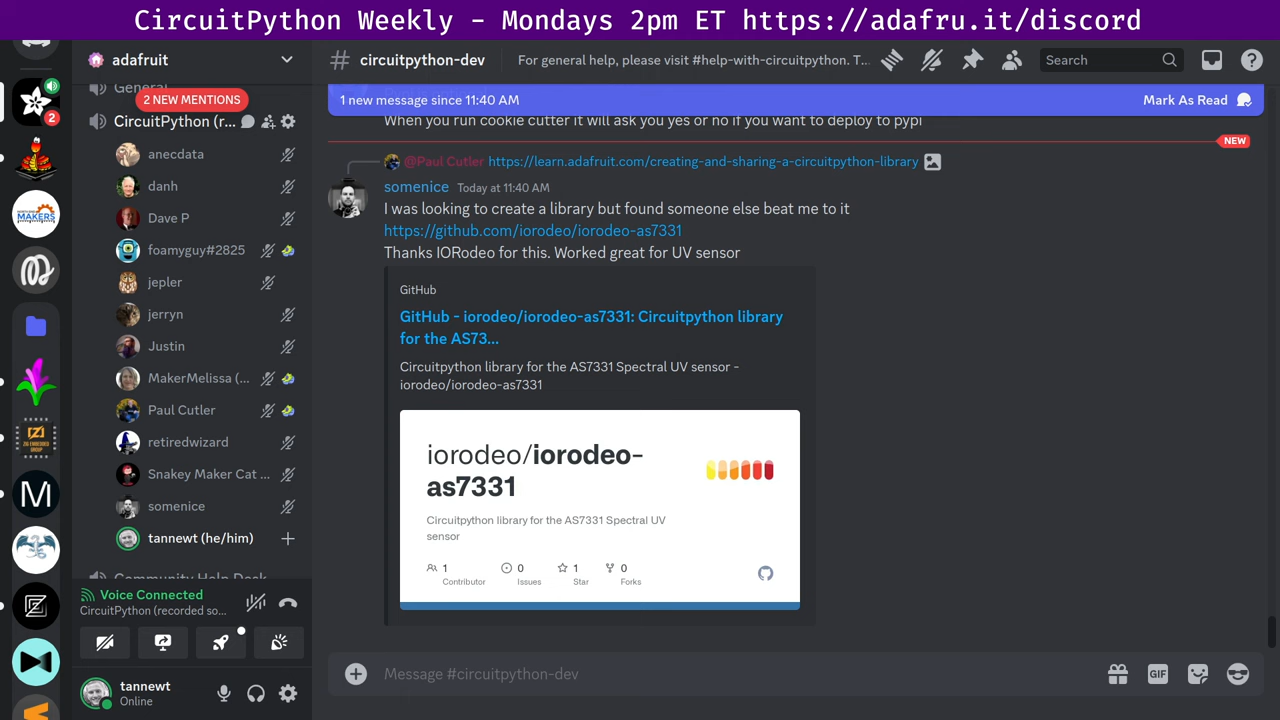 CircuitPython Weekly - Mondays 2pm ET https://adafru.it/discord
adafruit
# circuitpython-dev
For general help, please visit #help-with-circuitpython. T...
Search
General
2 NEW MENTIONS
2
CircuitPython (r...
anecdata
danh
Dave P
foamyguy#2825
jepler
jerryn
Justin
MakerMelissa (...
Paul Cutler
retiredwizard
Snakey Maker Cat ...
somenice
tannewt (he/him)
Community Help Desk
Voice Connected
CircuitPython (recorded so...
tannewt
Online
1 new message since 11:40 AM
Mark As Read
When you run cookie cutter it will ask you yes or no if you want to deploy to pypi
NEW
@Paul Cutler https://learn.adafruit.com/creating-and-sharing-a-circuitpython-library
somenice Today at 11:40 AM
I was looking to create a library but found someone else beat me to it
https://github.com/iorodeo/iorodeo-as7331
Thanks IORodeo for this. Worked great for UV sensor
GitHub
GitHub - iorodeo/iorodeo-as7331: Circuitpython library
for the AS73...
Circuitpython library for the AS7331 Spectral UV sensor -
iorodeo/iorodeo-as7331
iorodeo/iorodeo-
as7331
Circuitpython library for the AS7331 Spectral UV
sensor
1 Contributor
0 Issues
1 Star
0 Forks
Message #circuitpython-dev
GIF